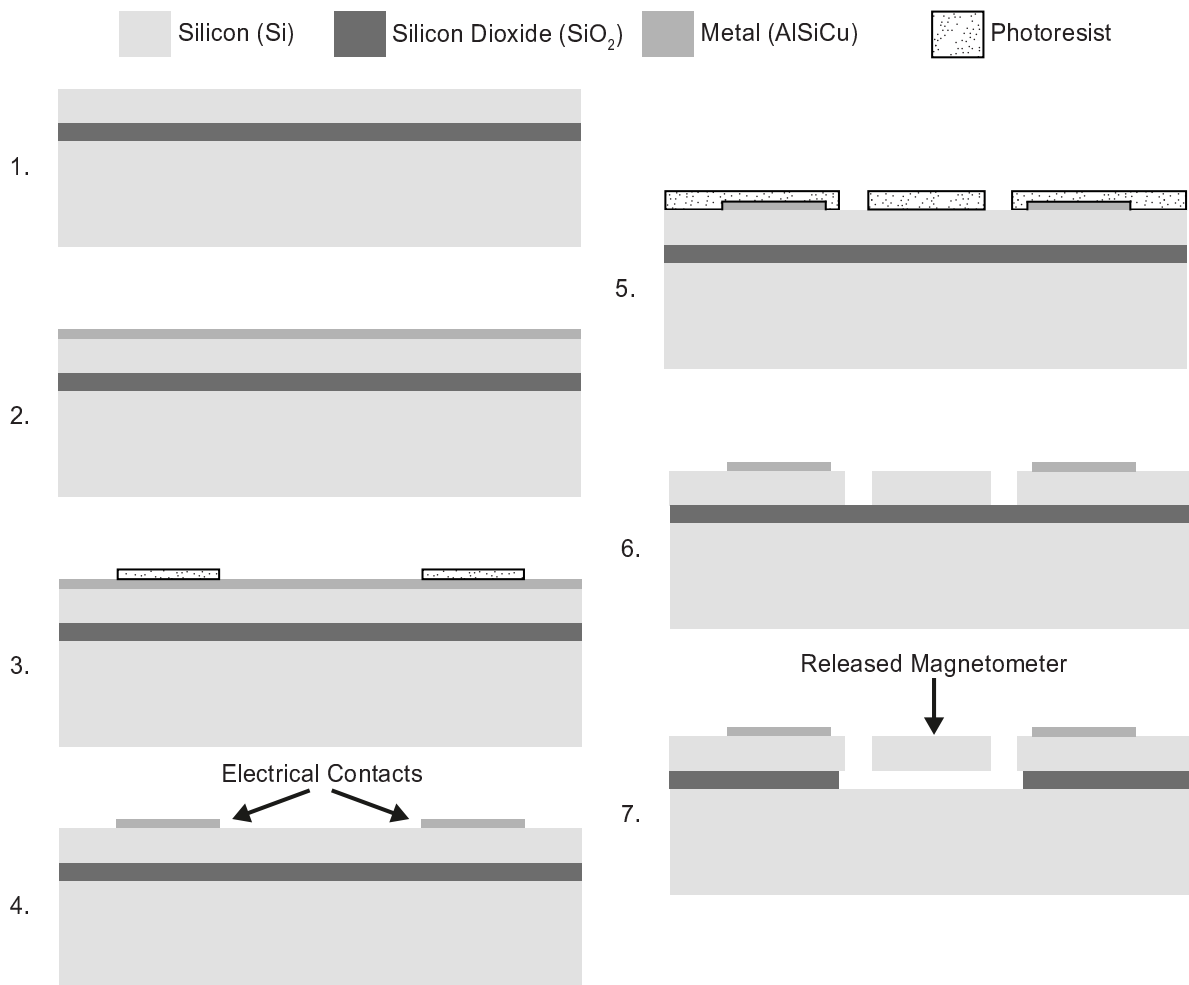 Silicon (Si) Silicon Dioxide (SiO₂) Metal (AlSiCu) Photoresist
1.
2.
3.
Electrical Contacts
4.
5.
6.
Released Magnetometer
7.